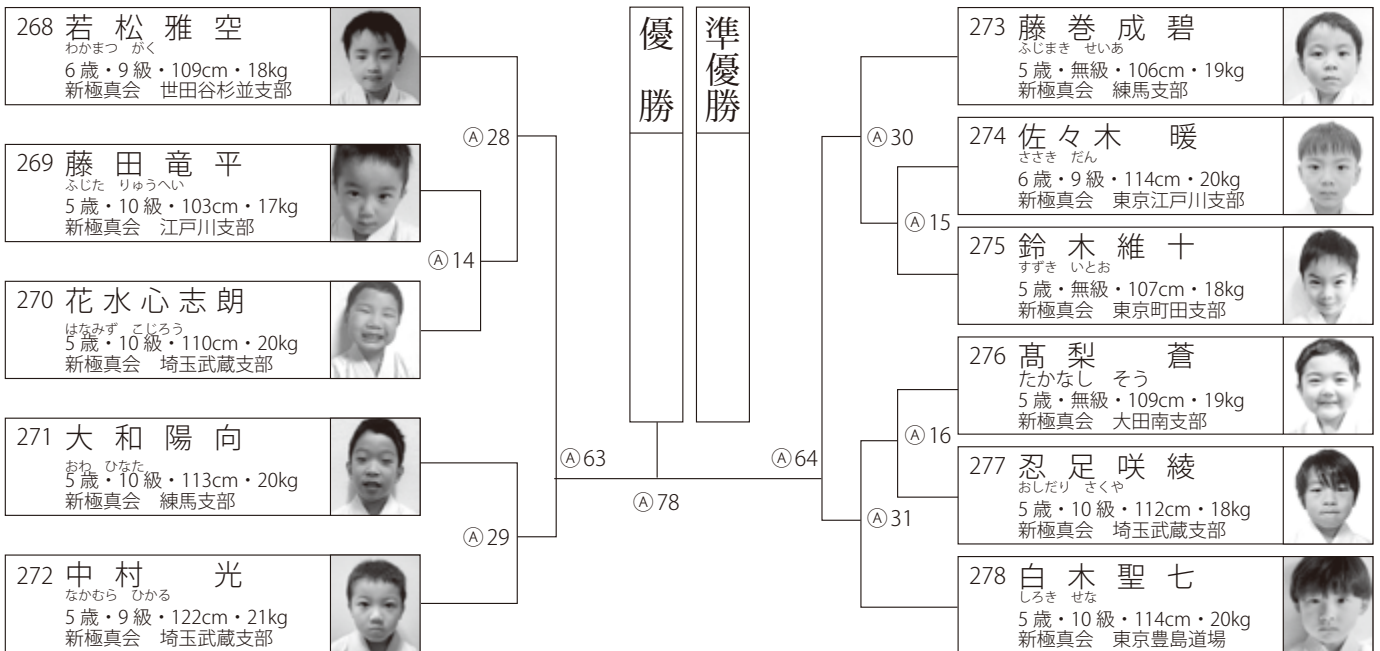 268 若松雅空
わかまつ がく
6歳・9級・109cm・18kg
新極真会 世田谷杉並支部
269 藤田竜平
ふじた りゅうへい
5歳・10級・103cm・17kg
新極真会 江戸川支部
270 花水心志朗
はなみず こじろう
5歳・10級・110cm・20kg
新極真会 埼玉武蔵支部
271 大和陽向
おわ ひなた
5歳・10級・113cm・20kg
新極真会 練馬支部
272 中村 光
なかむら ひかる
5歳・9級・122cm・21kg
新極真会 埼玉武蔵支部
Ⓐ28
Ⓐ14
Ⓐ29
Ⓐ63
優勝
準優勝
Ⓐ78
Ⓐ64
Ⓐ30
Ⓐ15
Ⓐ16
Ⓐ31
273 藤巻成碧
ふじまき せいあ
5歳・無級・106cm・19kg
新極真会 練馬支部
274 佐々木 暖
ささき だん
6歳・9級・114cm・20kg
新極真会 東京江戸川支部
275 鈴木維十
すずき いとお
5歳・無級・107cm・18kg
新極真会 東京町田支部
276 髙梨 蒼
たかなし そう
5歳・無級・109cm・19kg
新極真会 大田南支部
277 忍足咲綾
おしだり さくや
5歳・10級・112cm・18kg
新極真会 埼玉武蔵支部
278 白木聖七
しろき せな
5歳・10級・114cm・20kg
新極真会 東京豊島道場